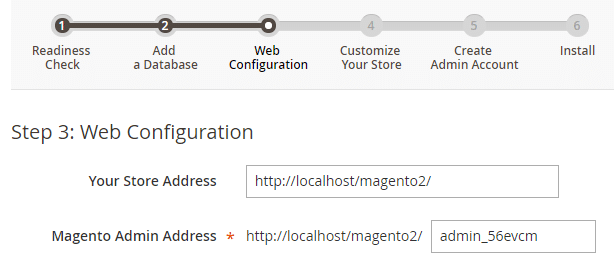 1 2 4 5 6
Readiness Add Web Customize Create Install
Check a Database Configuration Your Store Admin Account
Step 3: Web Configuration
Your Store Address http://localhost/magento2/
Magento Admin Address * http://localhost/magento2/ admin_56evcm